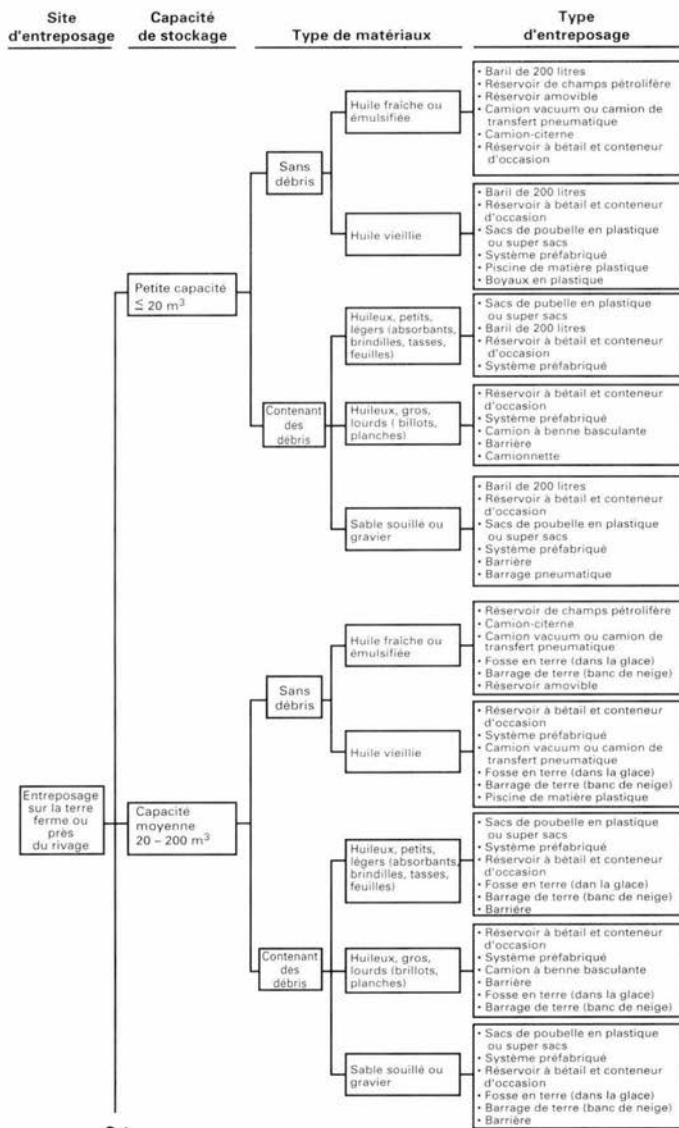 Site
d'entreposage
Capacité
de stockage
Type de matériaux
Type
d'entreposage
Huile fraîche ou
émulsifiée
• Baril de 200 litres
• Réservoir de champs pétrolifère
• Réservoir amovible
• Camion vacuum ou camion de
transfert pneumatique
• Camion-citerne
• Réservoir à bétail et conteneur
d'occasion
Sans
débris
Huile vieillie
• Baril de 200 litres
• Réservoir à bétail et conteneur
d'occasion
• Sacs de poubelle en plastique
ou super sacs
• Système préfabriqué
• Piscine de matière plastique
• Boyaux en plastique
Petite capacité
≤ 20 m³
Huileux, petits,
légers (absorbants,
brindilles, tasses,
feuilles)
• Sacs de pubelle en plastique
ou super sacs
• Baril de 200 litres
• Réservoir à bétail et conteneur
d'occasion
• Système préfabriqué
Contenant
des
débris
Huileux, gros,
lourds ( billots,
planches)
• Réservoir à bétail et conteneur
d'occasion
• Système préfabriqué
• Camion à benne basculante
• Barrière
• Camionnette
Sable souillé ou
gravier
• Baril de 200 litres
• Réservoir à bétail et conteneur
d'occasion
• Sacs de poubelle en plastique
ou super sacs
• Système préfabriqué
• Barrière
• Barrage pneumatique
Huile fraîche ou
émulsifiée
• Réservoir de champs pétrolifère
• Camion-citerne
• Camion vacuum ou camion de
transfert pneumatique
• Fosse en terre (dans la glace)
• Barrage de terre (banc de neige)
• Réservoir amovible
Sans
débris
Huile vieillie
• Réservoir à bétail et conteneur
d'occasion
• Système préfabriqué
• Camion vacuum ou camion de
transfert pneumatique
• Fosse en terre (dans la glace)
• Barrage de terre (banc de neige)
• Piscine de matière plastique
Entreposage
sur la terre
ferme ou
près
du rivage
Capacité
moyenne
20 – 200 m³
Huileux, petits,
légers (absorbants,
brindilles, tasses,
feuilles)
• Sacs de poubelle en plastique
ou super sacs
• Système préfabriqué
• Réservoir à bétail et conteneur
d'occasion
• Fosse en terre (dan la glace)
• Barrage de terre (banc de neige)
• Barrière
Contenant
des
débris
Huileux, gros,
lourds (brillots,
planches)
• Réservoir à bétail et conteneur
d'occasion
• Système préfabriqué
• Camion à benne basculante
• Barrière
• Fosse en terre (dans la glace)
• Barrage de terre (banc de neige)
Sable souillé ou
gravier
• Sacs de poubelle en plastique
ou super sacs
• Système préfabriqué
• Réservoir à bétail et conteneur
d'occasion
• Fosse en terre (dans la glace)
• Barrage de terre (banc de neige)
• Barrière